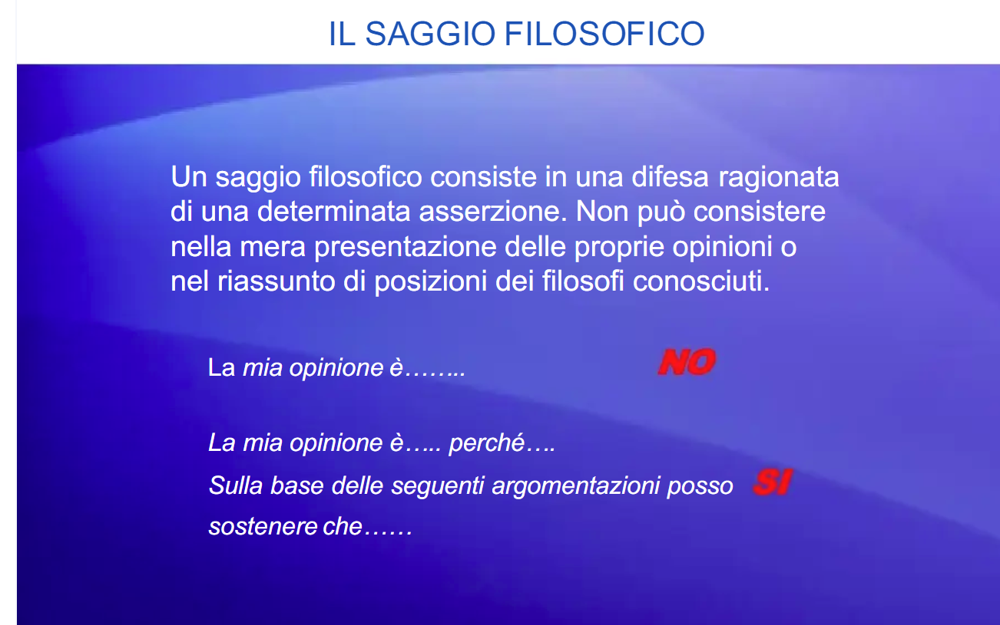 IL SAGGIO FILOSOFICO
Un saggio filosofico consiste in una difesa ragionata
di una determinata asserzione. Non può consistere
nella mera presentazione delle proprie opinioni o
nel riassunto di posizioni dei filosofi conosciuti.
La mia opinione è…….. NO
La mia opinione è….. perché….
Sulla base delle seguenti argomentazioni posso SI
sostenere che……